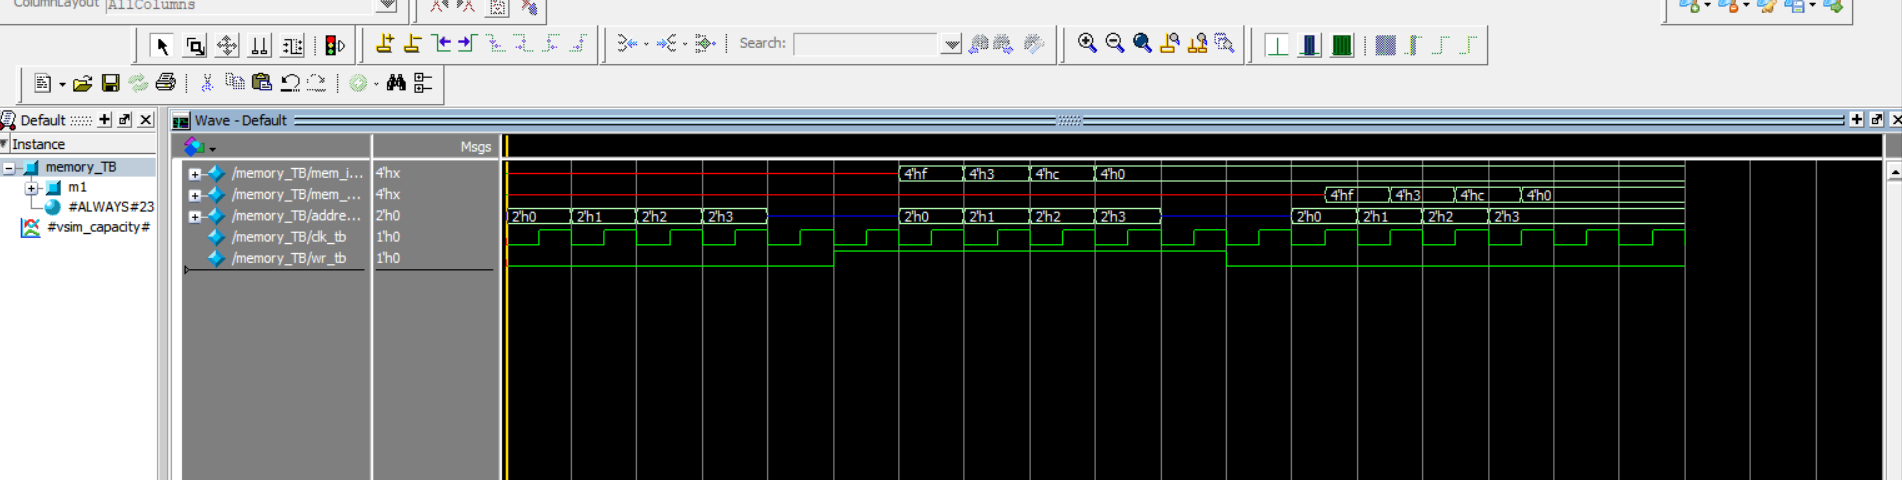 ColumnLayout AllColumns
Search:
Default
Wave - Default
Instance
Msgs
memory_TB
m1
#ALWAYS#23
#vsim_capacity#
/memory_TB/mem_i... 4'hx 4'hf 4'h3 4'hc 4'h0
/memory_TB/mem_... 4'hx 4'hf 4'h3 4'hc 4'h0
/memory_TB/addre... 2'h0 2'h0 2'h1 2'h2 2'h3 2'h0 2'h1 2'h2 2'h3 2'h0 2'h1 2'h2 2'h3
/memory_TB/clk_tb 1'h0
/memory_TB/wr_tb 1'h0